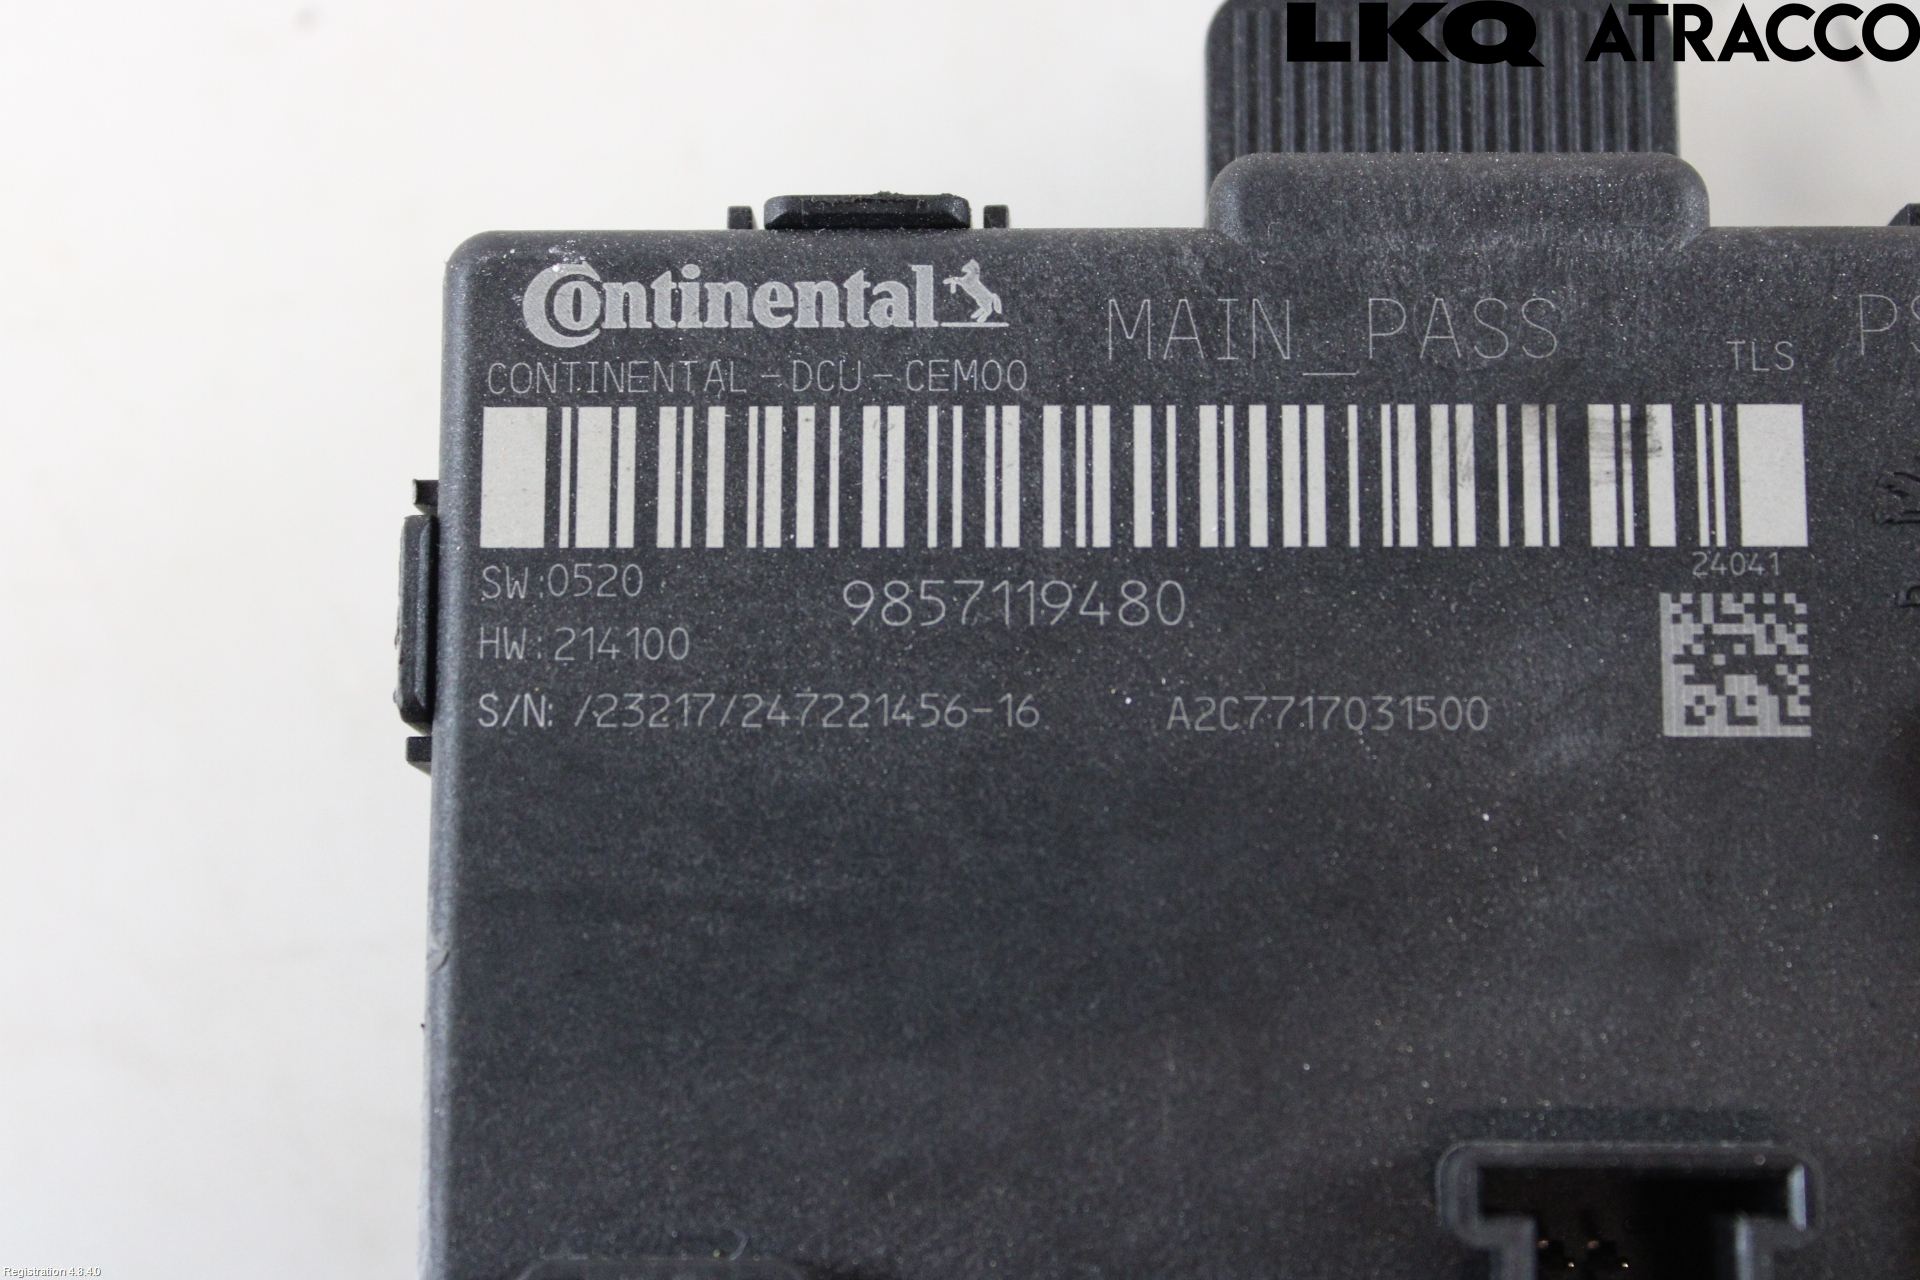 LKQ ATRACCO
Continental
MAIN_PASS
TLS
CONTINENTAL-DCU-CEM00
24041
SW:0520
9857119480
HW:214100
S/N: /23217/247221456-16
A2C7717031500
Registration 4.8.4.0